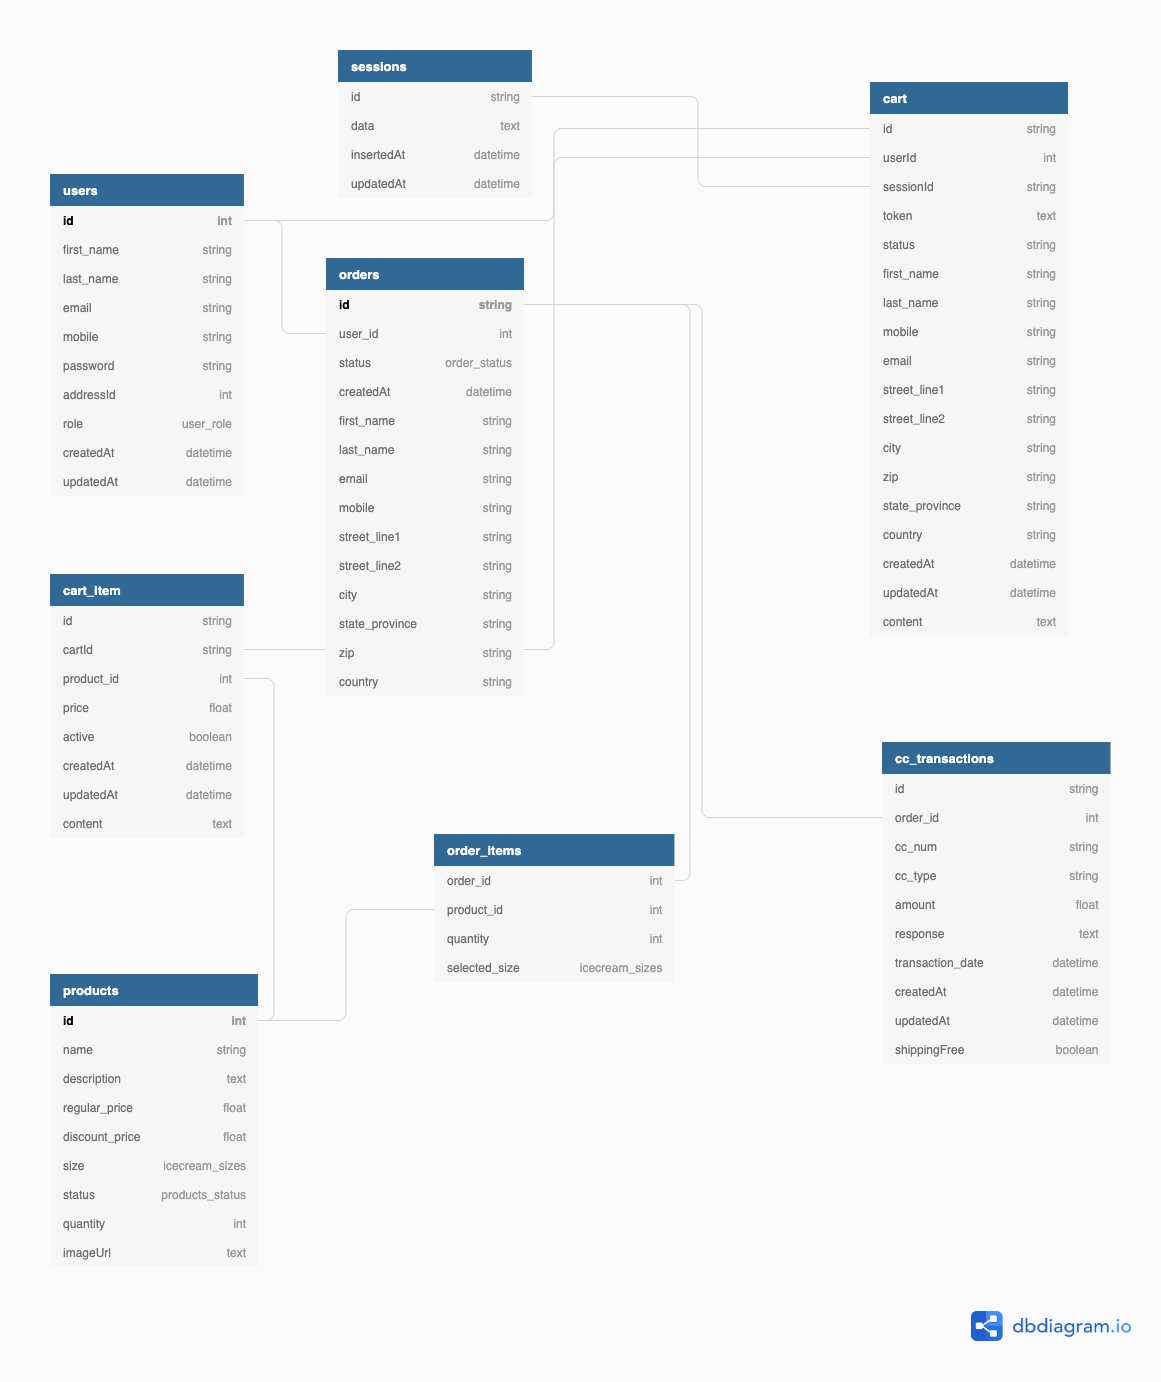 sessions
id string
data text
insertedAt datetime
updatedAt datetime
cart
id string
userId int
sessionId string
token text
status string
first_name string
last_name string
mobile string
email string
street_line1 string
street_line2 string
city string
zip string
state_province string
country string
createdAt datetime
updatedAt datetime
content text
users
id int
first_name string
last_name string
email string
mobile string
password string
addressId int
role user_role
createdAt datetime
updatedAt datetime
orders
id string
user_id int
status order_status
createdAt datetime
first_name string
last_name string
email string
mobile string
street_line1 string
street_line2 string
city string
state_province string
zip string
country string
cart_item
id string
cartId string
product_id int
price float
active boolean
createdAt datetime
updatedAt datetime
content text
cc_transactions
id string
order_id int
cc_num string
cc_type string
amount float
response text
transaction_date datetime
createdAt datetime
updatedAt datetime
shippingFree boolean
order_items
order_id int
product_id int
quantity int
selected_size icecream_sizes
products
id int
name string
description text
regular_price float
discount_price float
size icecream_sizes
status products_status
quantity int
imageUrl text
dbdiagram.io